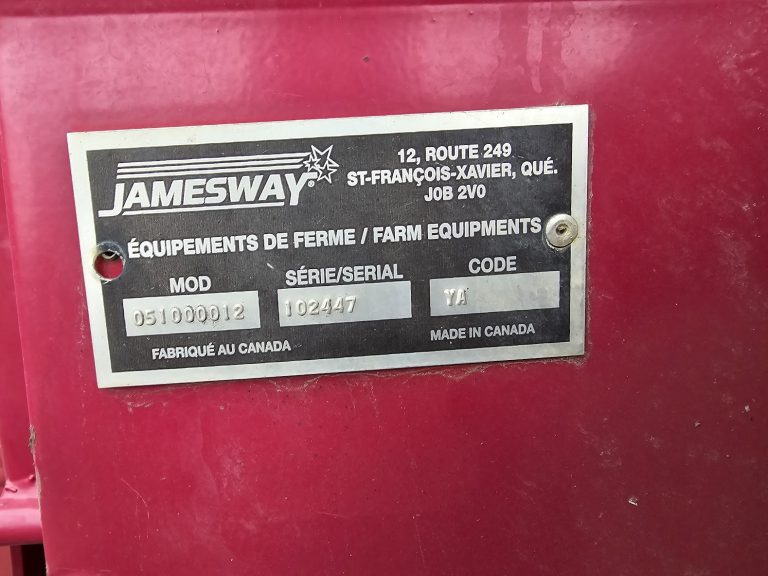 JAMESWAY®
12, ROUTE 249
ST-FRANÇOIS-XAVIER, QUÉ.
J0B 2V0
ÉQUIPEMENTS DE FERME / FARM EQUIPMENTS
MOD SÉRIE/SERIAL CODE
051000012 102447 YA
FABRIQUÉ AU CANADA MADE IN CANADA